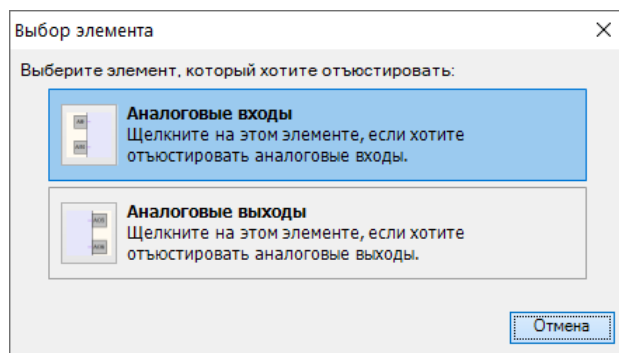 Выбор элемента
Выберите элемент, который хотите отъюстировать:
Аналоговые входы
Щелкните на этом элементе, если хотите
отъюстировать аналоговые входы.
Аналоговые выходы
Щелкните на этом элементе, если хотите
отъюстировать аналоговые выходы.
Отмена